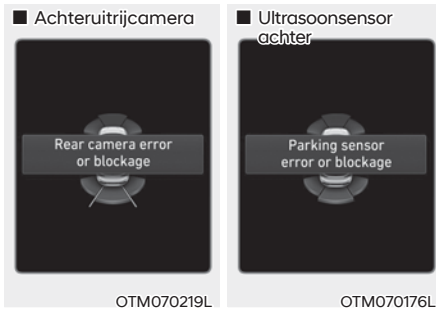 ■ Achteruitrijcamera
Rear camera error
or blockage
OTM070219L
■ Ultrasoonsensor
achter
Parking sensor
error or blockage
OTM070176L